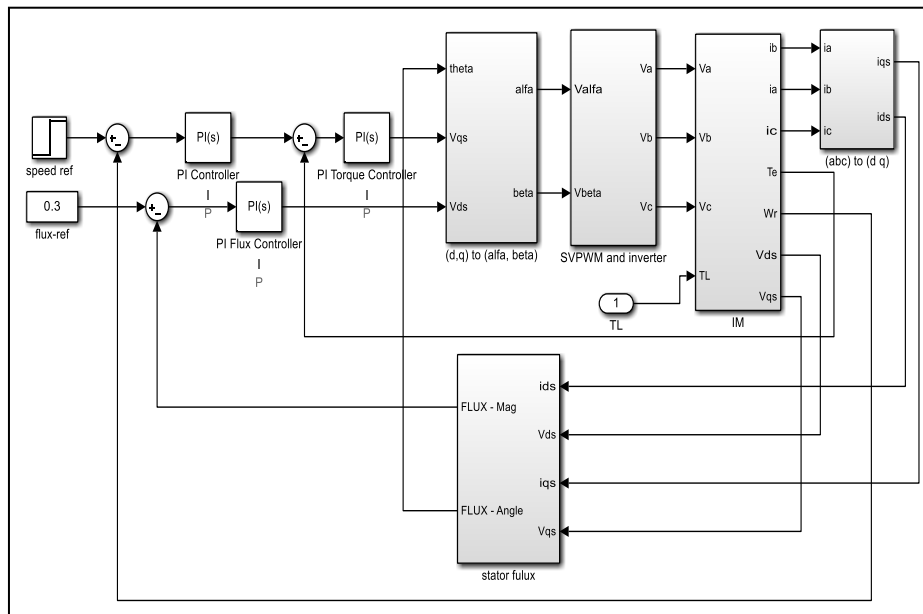 speed ref
0.3
flux-ref
+
-
PI(s)
PI Controller
I
P
+
-
PI(s)
PI Torque Controller
I
P
+
-
PI(s)
PI Flux Controller
I
P
theta
Vqs
Vds
alfa
beta
(d,q) to (alfa, beta)
Valfa
Vbeta
Va
Vb
Vc
SVPWM and inverter
1
TL
Va
Vb
Vc
TL
ib
ia
ic
Te
Wr
Vds
Vqs
IM
ia
ib
ic
iqs
ids
(abc) to (d q)
FLUX - Mag
FLUX - Angle
ids
Vds
iqs
Vqs
stator fulux